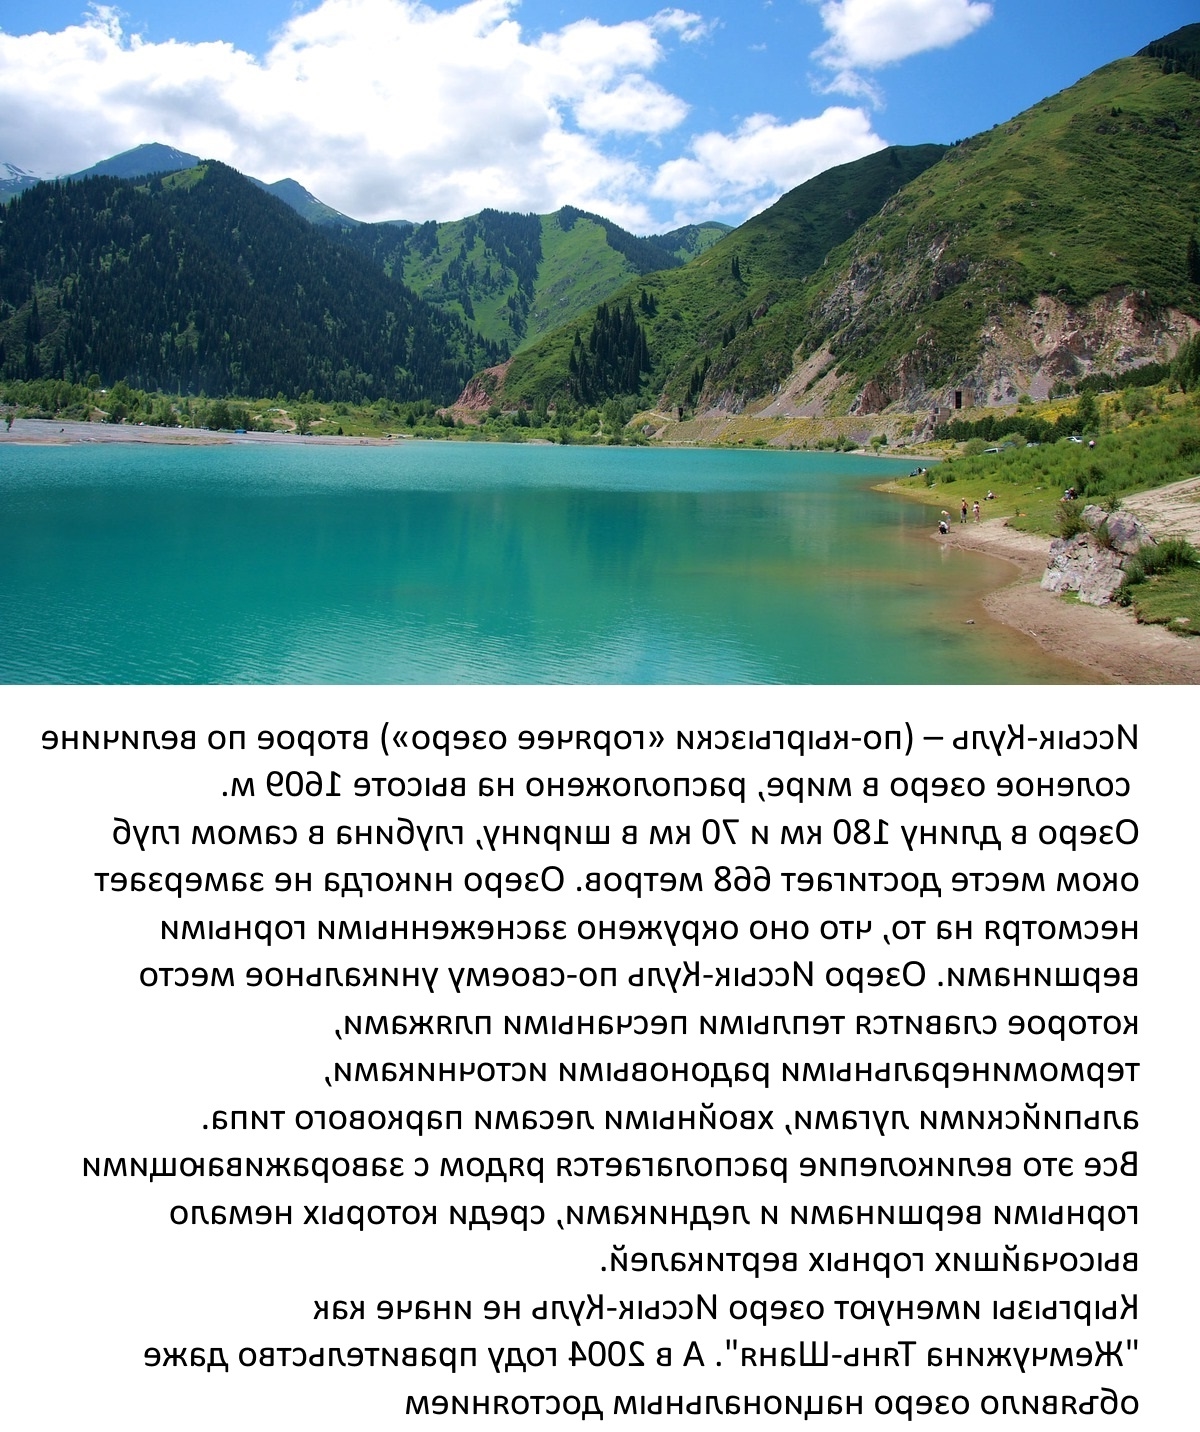 Иссык-Куль – (по-кыргызски «горячее озеро») второе по величине
соленое озеро в мире, расположено на высоте 1609 м.
Озеро в длину 180 км и 70 км в ширину, глубина в самом глуб
оком месте достигает 668 метров. Озеро никогда не замерзает
несмотря на то, что оно окружено заснеженными горными
вершинами. Озеро Иссык-Куль по-своему уникальное место
которое славится теплыми песчаными пляжами,
термоминеральными радоновыми источниками,
альпийскими лугами, хвойными лесами паркового типа.
Все это великолепие располагается рядом с завораживающими
горными вершинами и ледниками, среди которых немало
высочайших горных вертикалей.
Кыргызы именуют озеро Иссык-Куль не иначе как
"Жемчужина Тянь-Шаня". А в 2004 году правительство даже
объявило озеро национальным достоянием